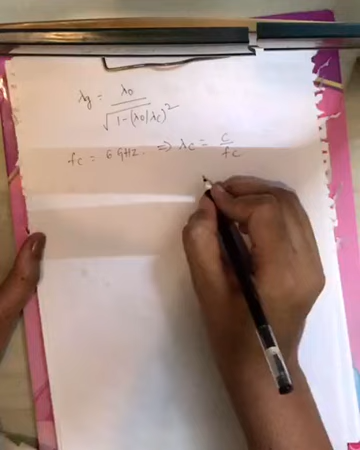 λg = λ0 / √1-(λ0/λc)²
fc = 6 GHz. ⇒ λc = c / fc